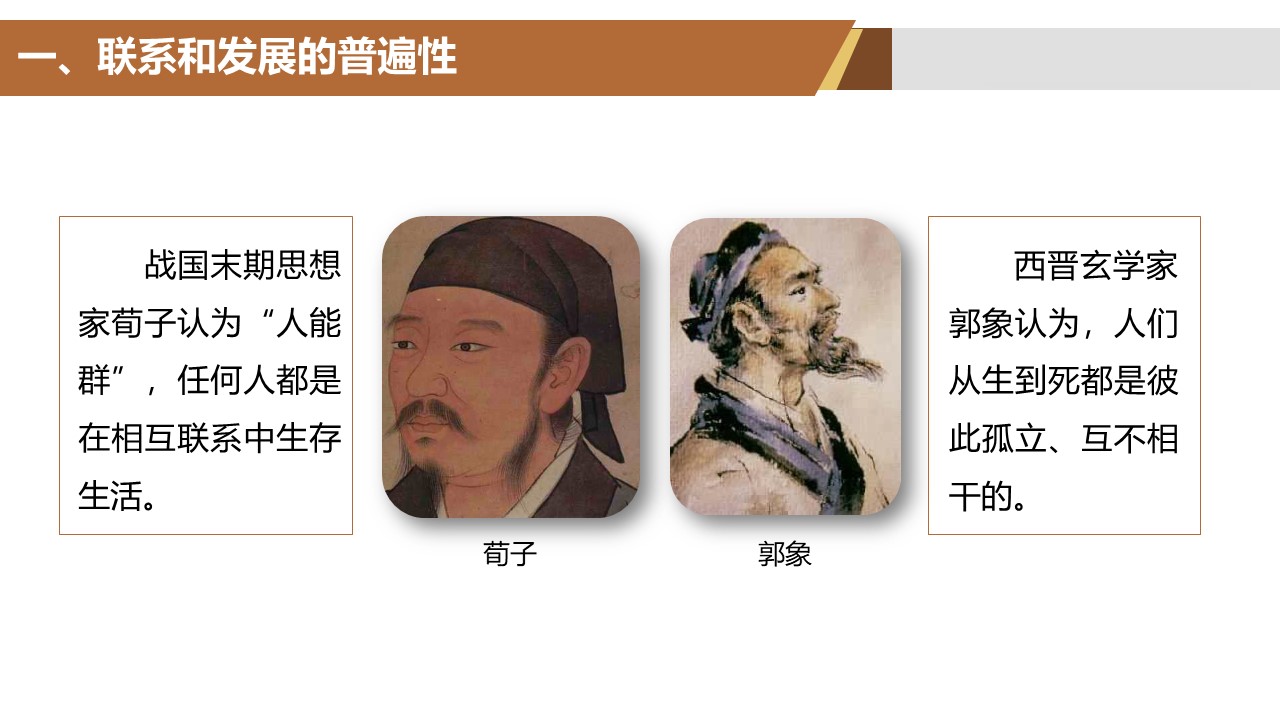 一、联系和发展的普遍性
战国末期思想
家荀子认为“人能
群”，任何人都是
在相互联系中生存
生活。
荀子
郭象
西晋玄学家
郭象认为，人们
从生到死都是彼
此孤立、互不相
干的。